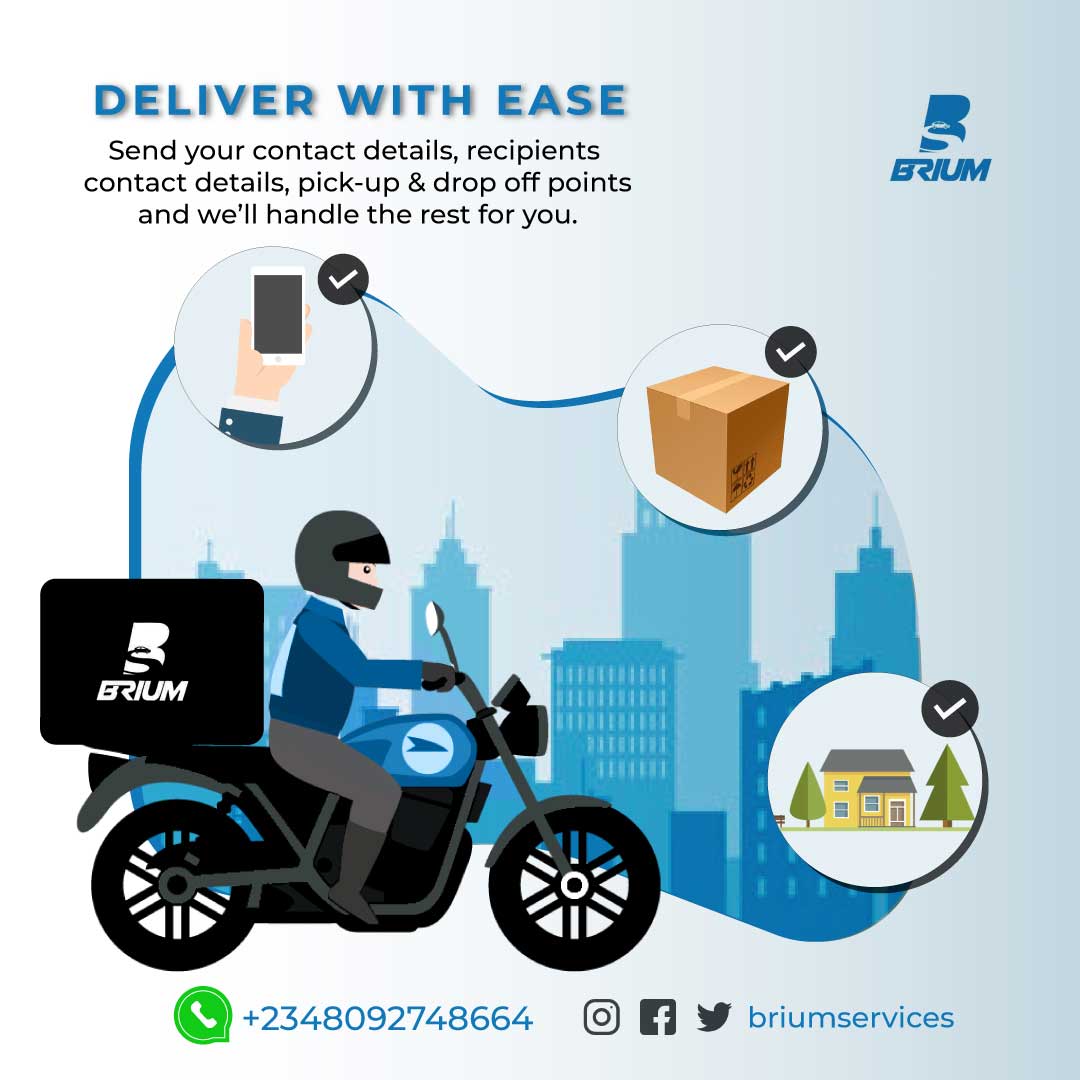 DELIVER WITH EASE
Send your contact details, recipients
contact details, pick-up & drop off points
and we’ll handle the rest for you.
BRIUM
BRIUM
+2348092748664
briumservices